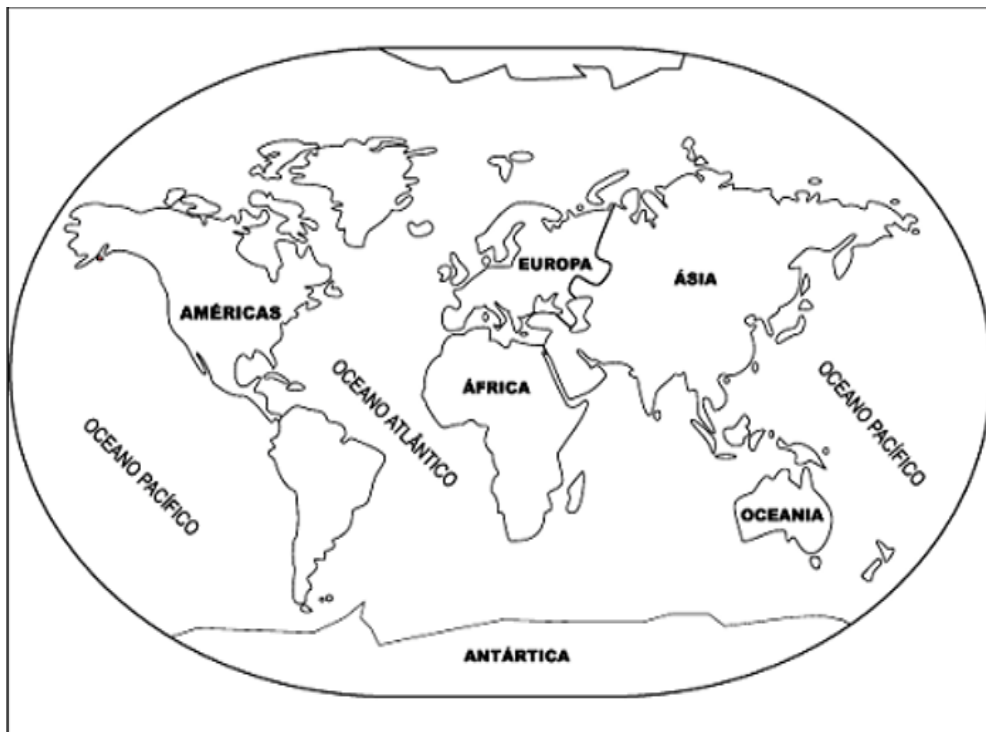 EUROPA
ÁSIA
AMÉRICAS
OCEANO ATLÂNTICO
ÁFRICA
OCEANO PACÍFICO
OCEANO PACÍFICO
OCEANIA
ANTÁRTICA